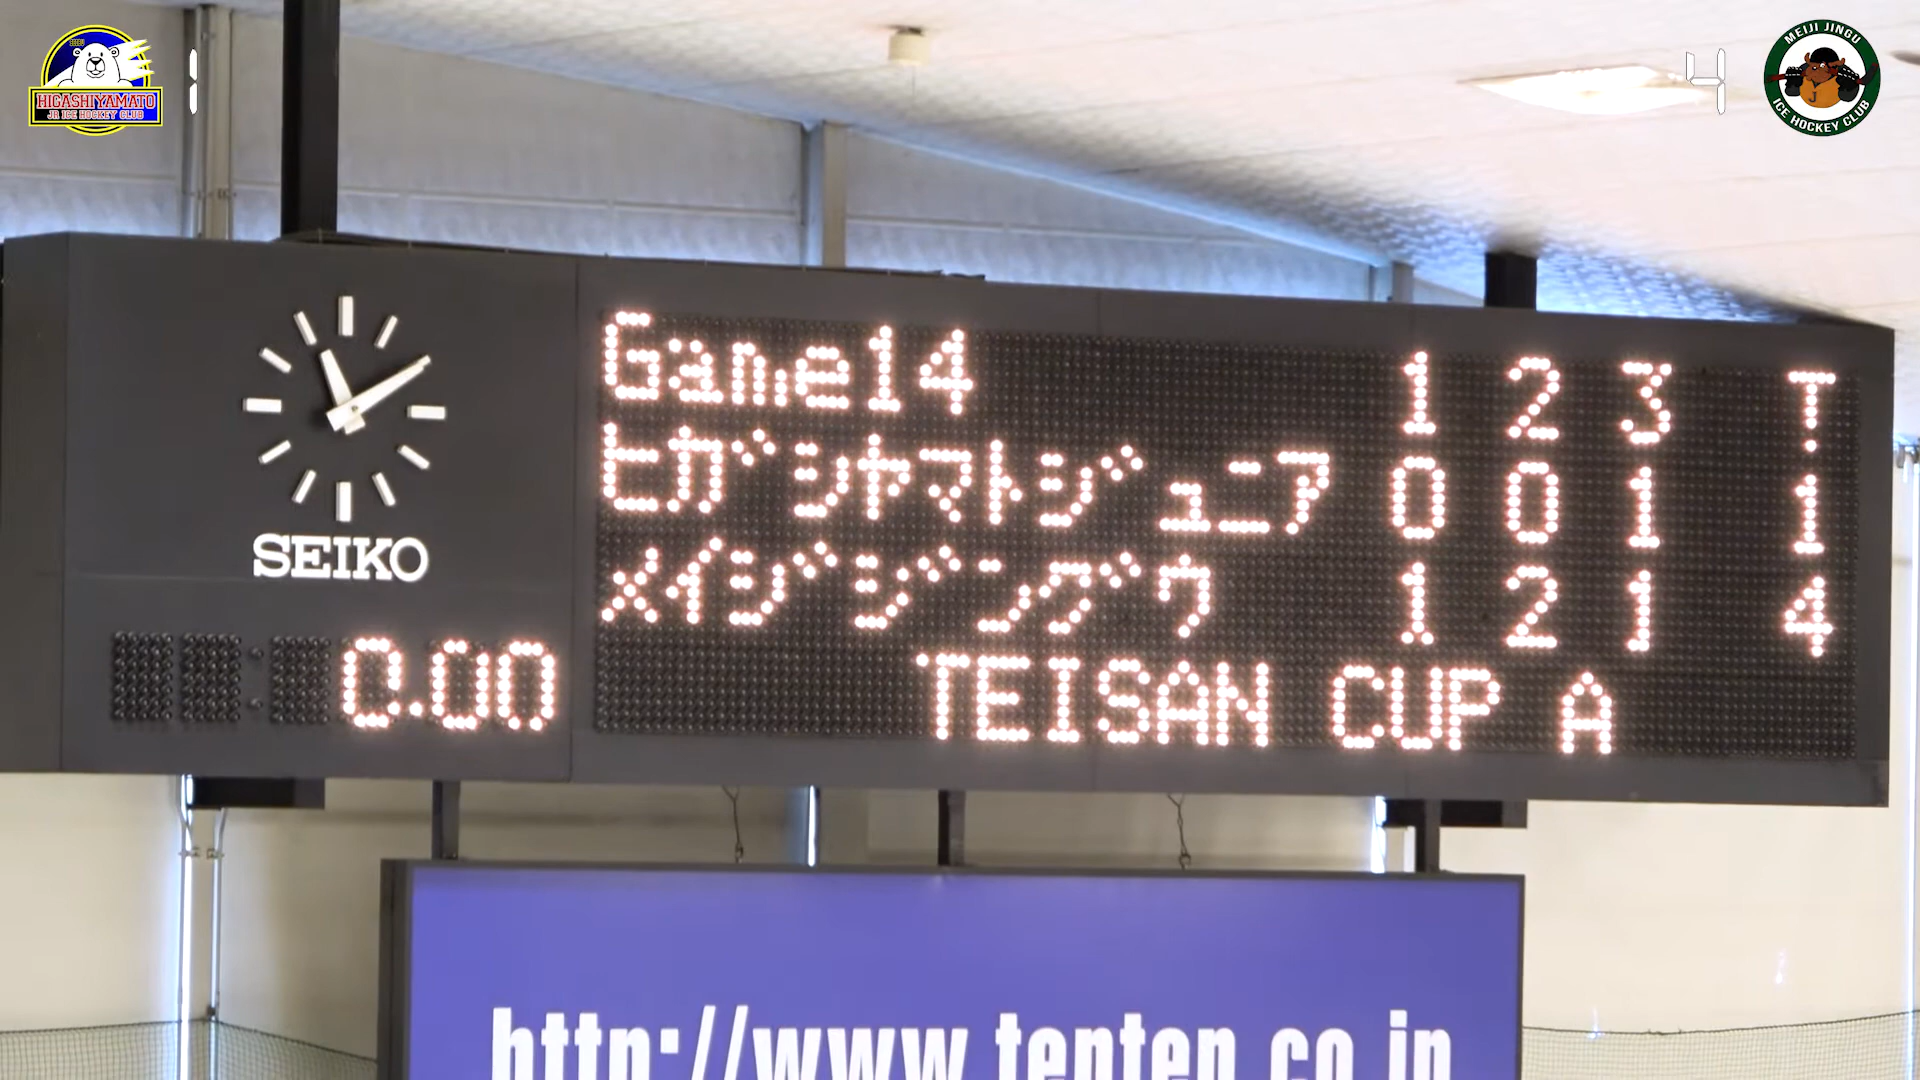 HIGASHIYAMATO
JR ICE HOCKEY CLUB
1
4
MEIJI JINGU
ICE HOCKEY CLUB
J
Game14 1 2 3 T
ヒガシヤマトジュニア 0 0 1 1
メイジジングウ 1 2 1 4
TEISAN CUP A
SEIKO
0.00
http://www.tenten.co.jp